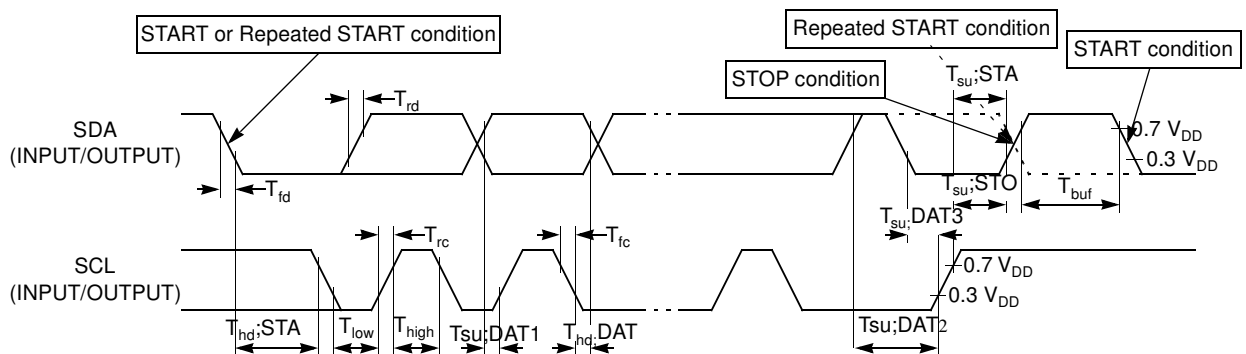 START or Repeated START condition
Repeated START condition
START condition
STOP condition
Tsu;STA
Trd
SDA
(INPUT/OUTPUT)
0.7 VDD
0.3 VDD
Tfd
Tsu;STO
Tbuf
Tsu;DAT3
Trc
Tfc
SCL
(INPUT/OUTPUT)
0.7 VDD
0.3 VDD
Thd;STA
Tlow
Thigh
Tsu;DAT1
Thd;DAT
Tsu;DAT2